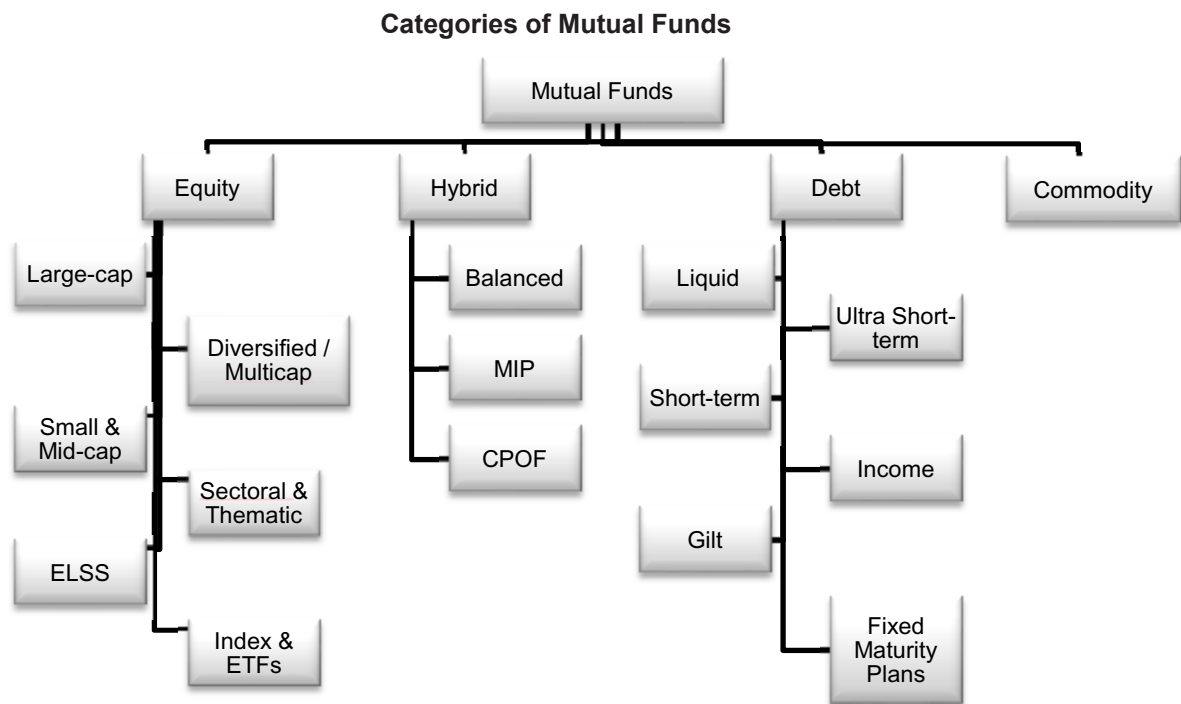 Categories of Mutual Funds
Mutual Funds
Equity
Hybrid
Debt
Commodity
Large-cap
Diversified /
Multicap
Small &
Mid-cap
Sectoral &
Thematic
ELSS
Index &
ETFs
Balanced
MIP
CPOF
Liquid
Ultra Short-
term
Short-term
Income
Gilt
Fixed
Maturity
Plans